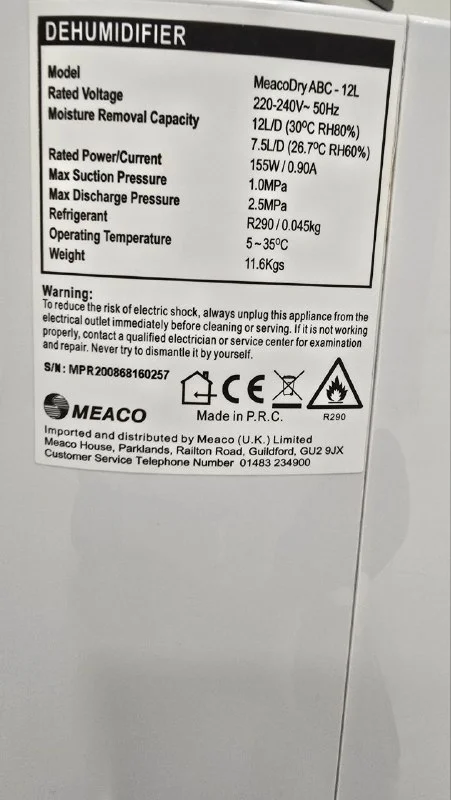 DEHUMIDIFIER
Model MeacoDry ABC - 12L
Rated Voltage 220-240V~ 50Hz
Moisture Removal Capacity 12L/D (30ºC RH80%)
7.5L/D (26.7ºC RH60%)
Rated Power/Current 155W / 0.90A
Max Suction Pressure 1.0MPa
Max Discharge Pressure 2.5MPa
Refrigerant R290 / 0.045kg
Operating Temperature 5~35ºC
Weight 11.6Kgs
Warning:
To reduce the risk of electric shock, always unplug this appliance from the
electrical outlet immediately before cleaning or serving. If it is not working
properly, contact a qualified electrician or service center for examination
and repair. Never try to dismantle it by yourself.
S/N: MPR200868160257
CE
MEACO
Made in P.R.C.
R290
Imported and distributed by Meaco (U.K.) Limited
Meaco House, Parklands, Railton Road, Guildford, GU2 9JX
Customer Service Telephone Number 01483 234900